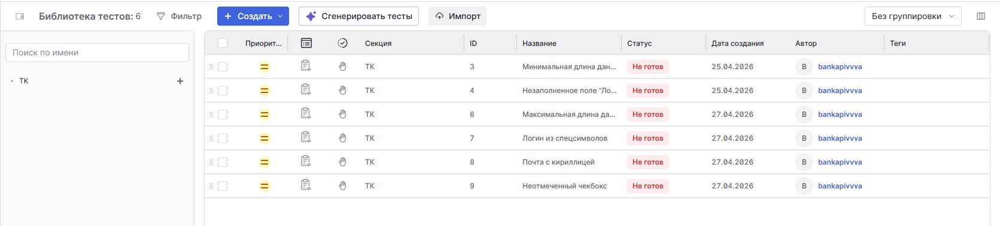 Библиотека тестов: 6 Фильтр + Создать Сгенерировать тесты Импорт Без группировки
Поиск по имени
ТК +
Приорит... Секция ID Название Статус Дата создания Автор Теги
ТК 3 Минимальная длина дан... Не готов 25.04.2026 B bankapivvva
ТК 4 Незаполненное поле "Ло... Не готов 25.04.2026 B bankapivvva
ТК 6 Максимальная длина да... Не готов 27.04.2026 B bankapivvva
ТК 7 Логин из спецсимволов Не готов 27.04.2026 B bankapivvva
ТК 8 Почта с кириллицей Не готов 27.04.2026 B bankapivvva
ТК 9 Неотмеченный чекбокс Не готов 27.04.2026 B bankapivvva